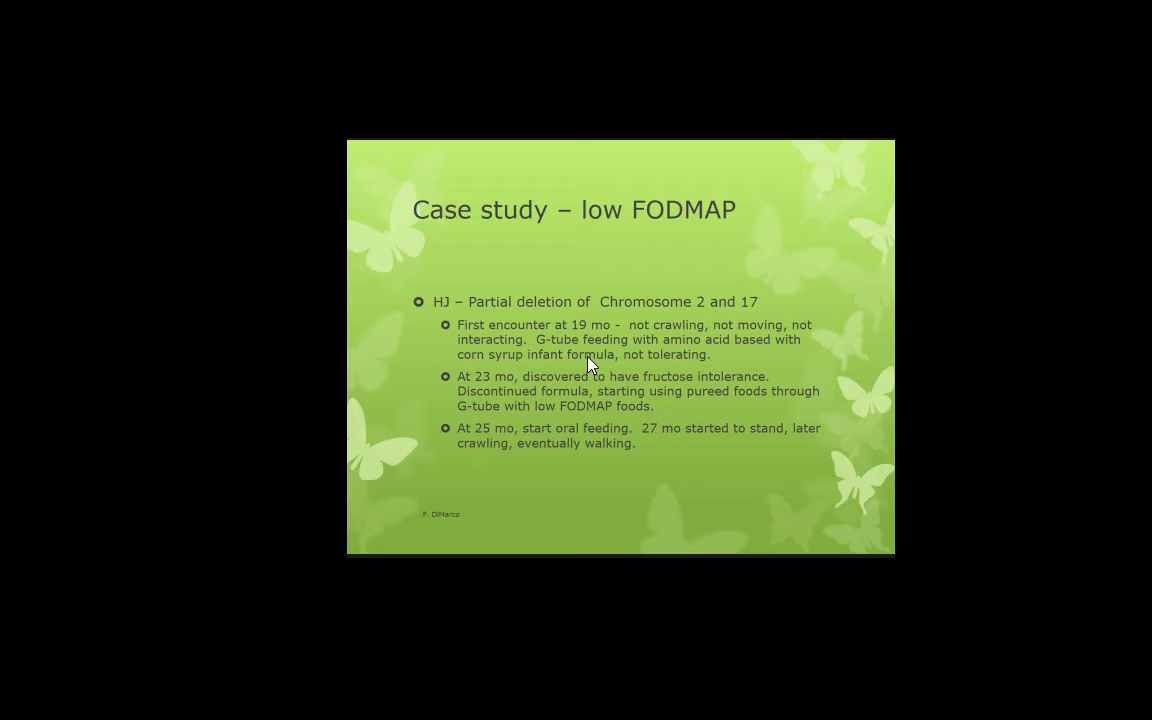 Case study – low FODMAP
HJ – Partial deletion of  Chromosome 2 and 17
First encounter at 19 mo -  not crawling, not moving, not
interacting.  G-tube feeding with amino acid based with
corn syrup infant formula, not tolerating.
At 23 mo, discovered to have fructose intolerance.
Discontinued formula, starting using pureed foods through
G-tube with low FODMAP foods.
At 25 mo, start oral feeding.  27 mo started to stand, later
crawling, eventually walking.
F. DiMarco